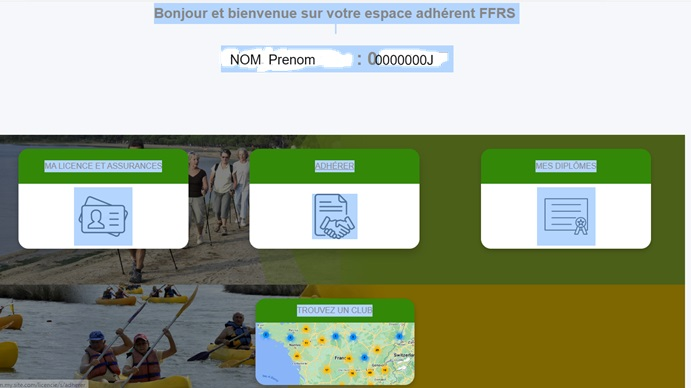 Bonjour et bienvenue sur votre espace adhérent FFRS
NOM Prenom : 0 0000000J
MA LICENCE ET ASSURANCES
ADHÉRER
MES DIPLÔMES
TROUVEZ UN CLUB